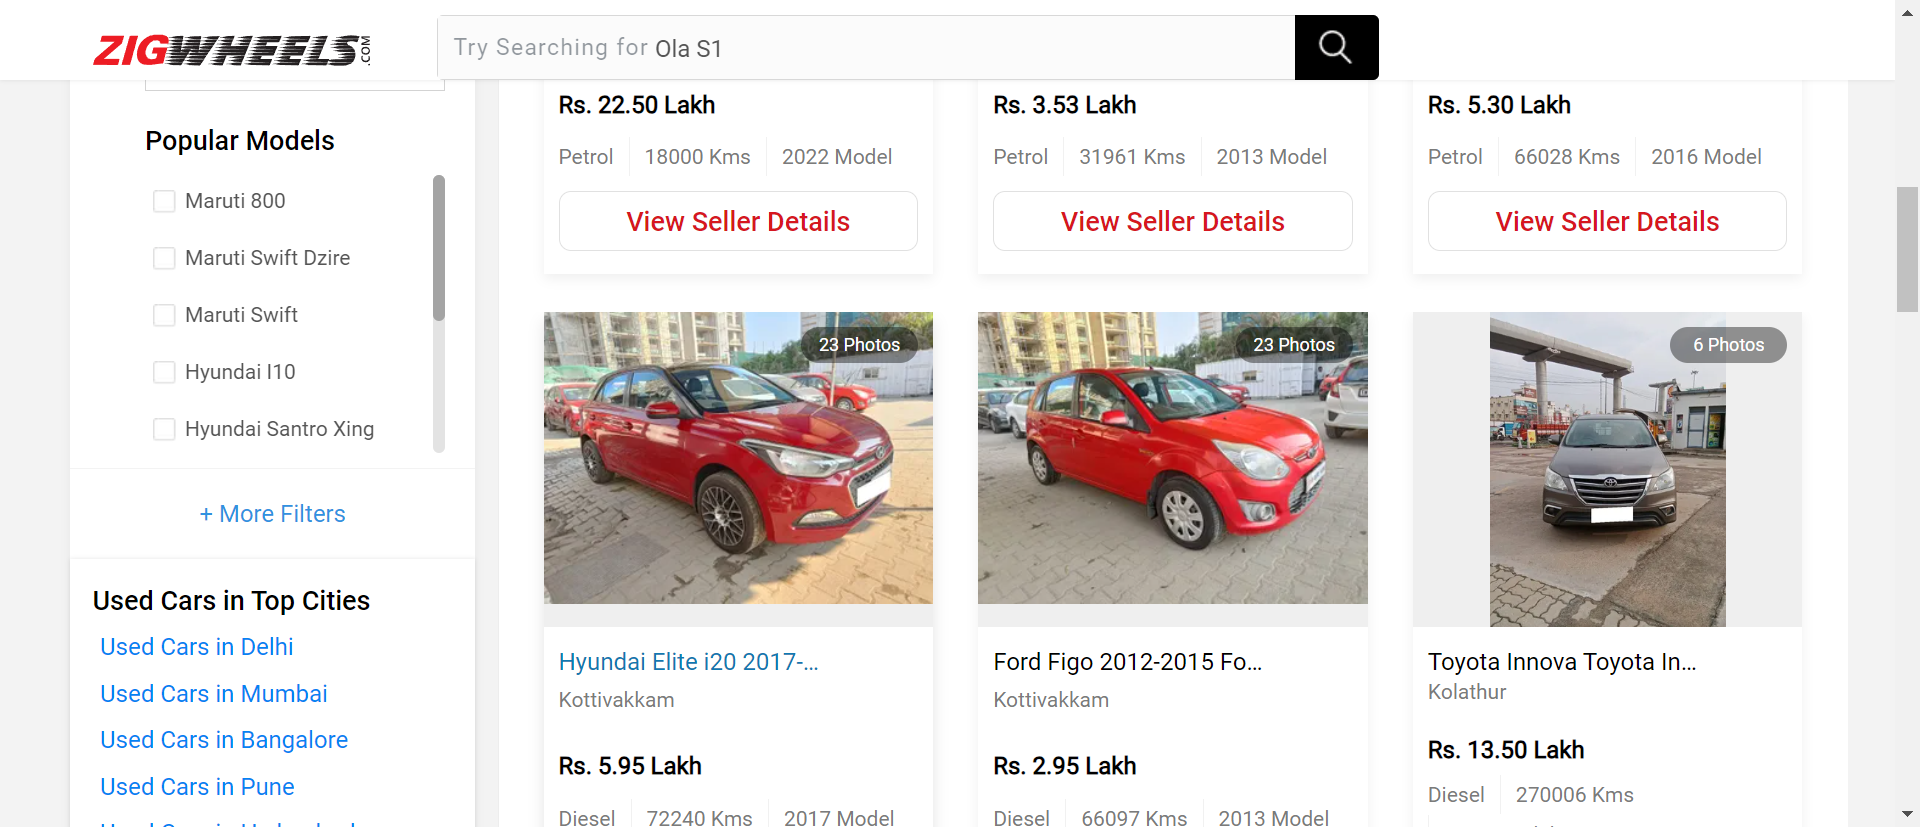 ZIGWHEELS.COM
Try Searching for Ola S1
Popular Models
Maruti 800
Maruti Swift Dzire
Maruti Swift
Hyundai I10
Hyundai Santro Xing
+ More Filters
Used Cars in Top Cities
Used Cars in Delhi
Used Cars in Mumbai
Used Cars in Bangalore
Used Cars in Pune
Rs. 22.50 Lakh
Petrol 18000 Kms 2022 Model
View Seller Details
Rs. 3.53 Lakh
Petrol 31961 Kms 2013 Model
View Seller Details
Rs. 5.30 Lakh
Petrol 66028 Kms 2016 Model
View Seller Details
23 Photos
Hyundai Elite i20 2017-...
Kottivakkam
Rs. 5.95 Lakh
Diesel 72240 Kms 2017 Model
23 Photos
Ford Figo 2012-2015 Fo...
Kottivakkam
Rs. 2.95 Lakh
Diesel 66097 Kms 2013 Model
6 Photos
Toyota Innova Toyota In...
Kolathur
Rs. 13.50 Lakh
Diesel 270006 Kms